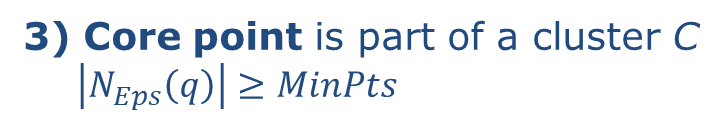 3) Core point is part of a cluster C
|N_Eps(q)| ≥ MinPts